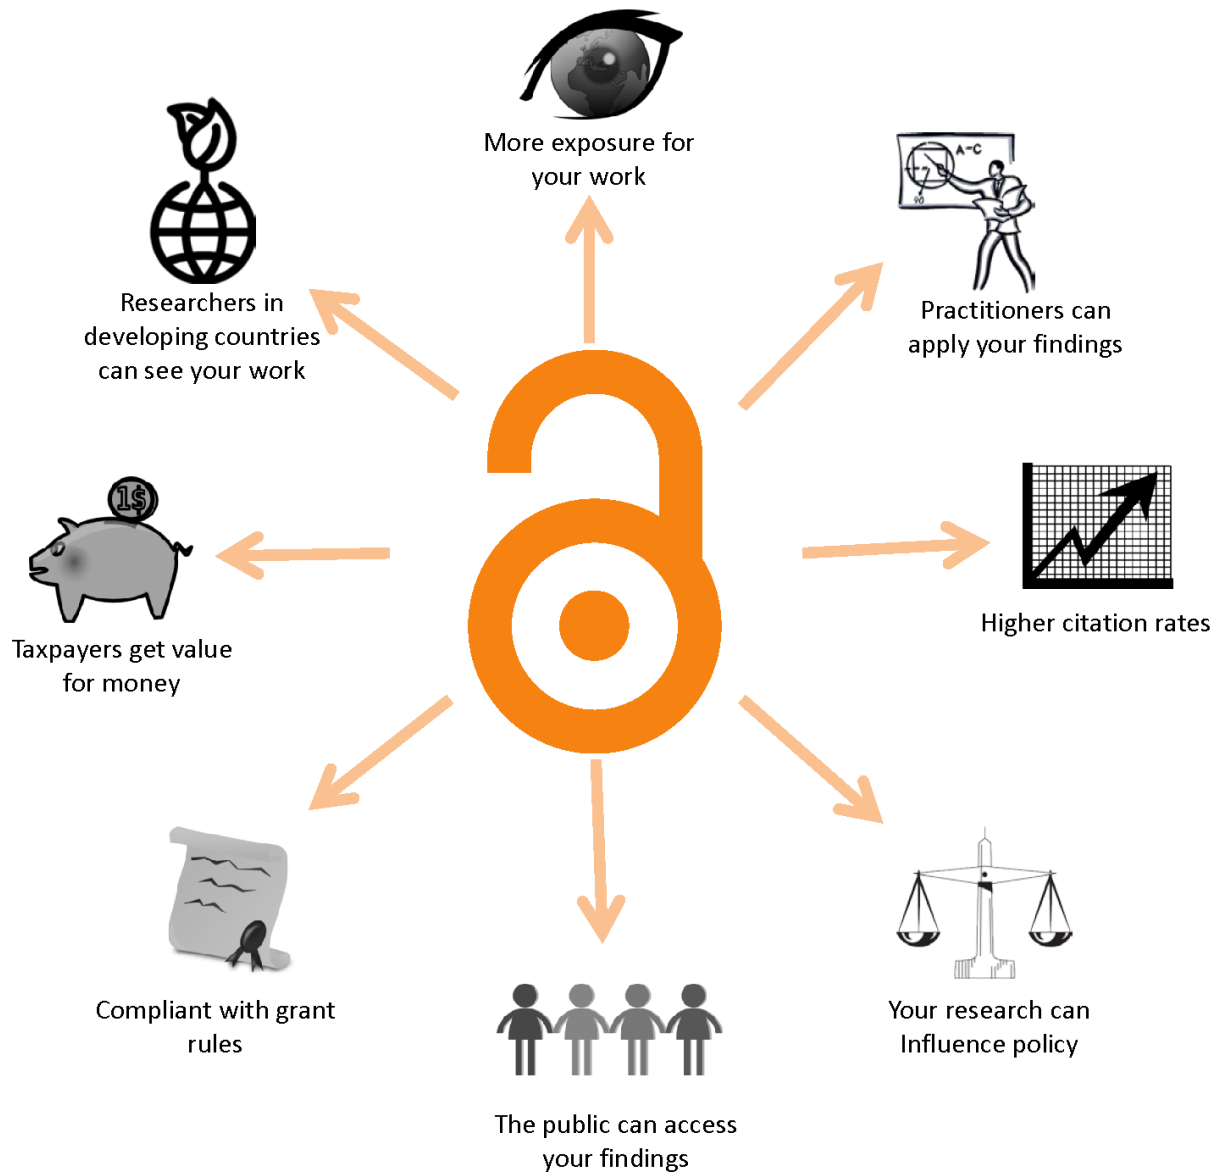 More exposure for
your work
A-C
90
Practitioners can
apply your findings
Researchers in
developing countries
can see your work
1$
Higher citation rates
Taxpayers get value
for money
Compliant with grant
rules
Your research can
Influence policy
The public can access
your findings